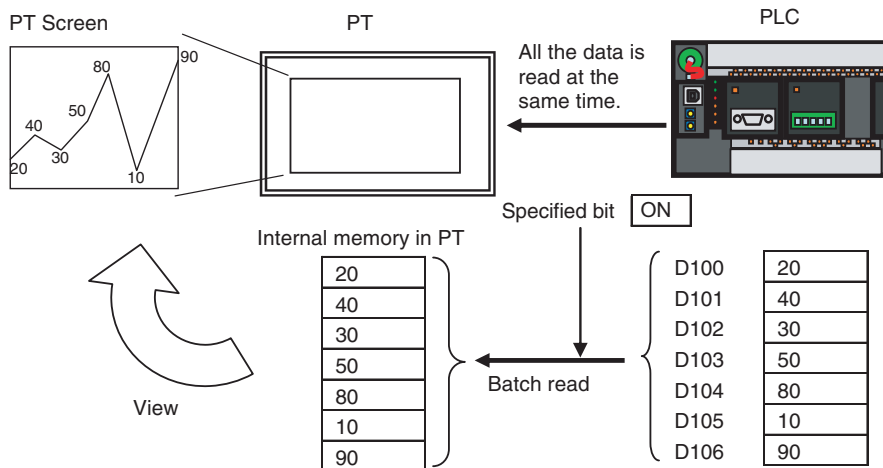 PT Screen
PT
PLC
90
80
50
40
30
20
10
All the data is
read at the
same time.
Specified bit ON
Internal memory in PT
20
40
30
50
80
10
90
Batch read
D100 20
D101 40
D102 30
D103 50
D104 80
D105 10
D106 90
View